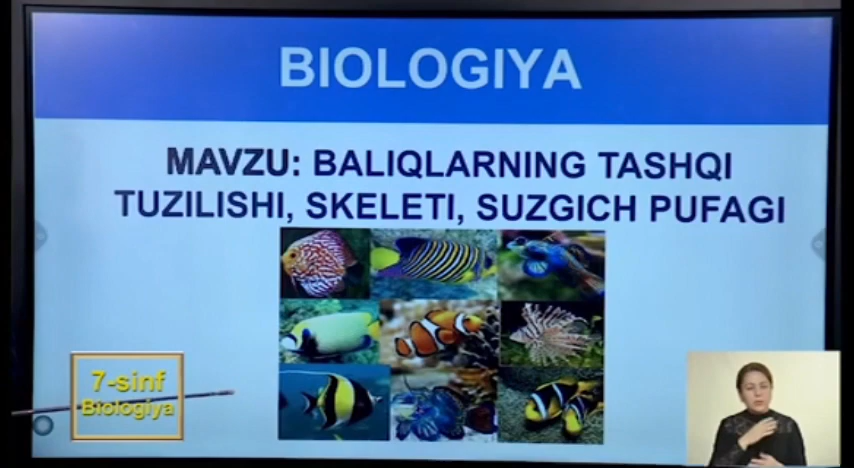 BIOLOGIYA
MAVZU: BALIQLARNING TASHQI
TUZILISHI, SKELETI, SUZGICH PUFAGI
7-sinf
Biologiya